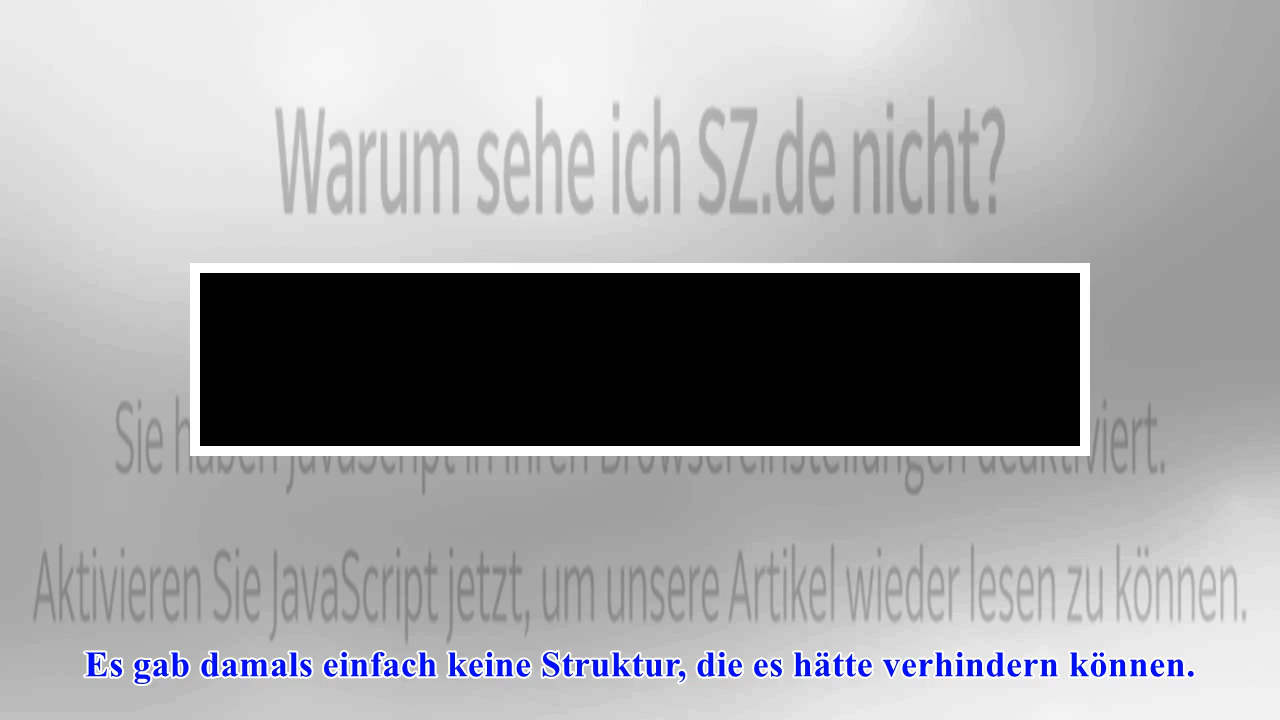 Warum sehe ich SZ.de nicht?
Sie haben JavaScript in Ihren Browsereinstellungen deaktiviert.
Aktivieren Sie JavaScript jetzt, um unsere Artikel wieder lesen zu können.
Es gab damals einfach keine Struktur, die es hätte verhindern können.